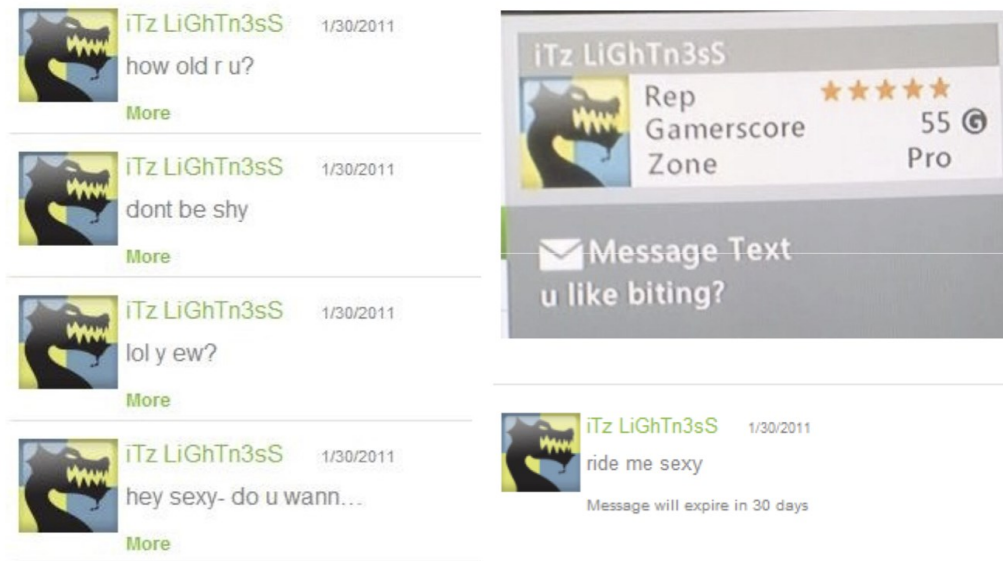 iTz LiGhTn3sS 1/30/2011
how old r u?
More
iTz LiGhTn3sS 1/30/2011
dont be shy
More
iTz LiGhTn3sS 1/30/2011
lol y ew?
More
iTz LiGhTn3sS 1/30/2011
hey sexy- do u wann...
More
iTz LiGhTn3sS
Rep
Gamerscore 55 G
Zone Pro
Message Text
u like biting?
iTz LiGhTn3sS 1/30/2011
ride me sexy
Message will expire in 30 days